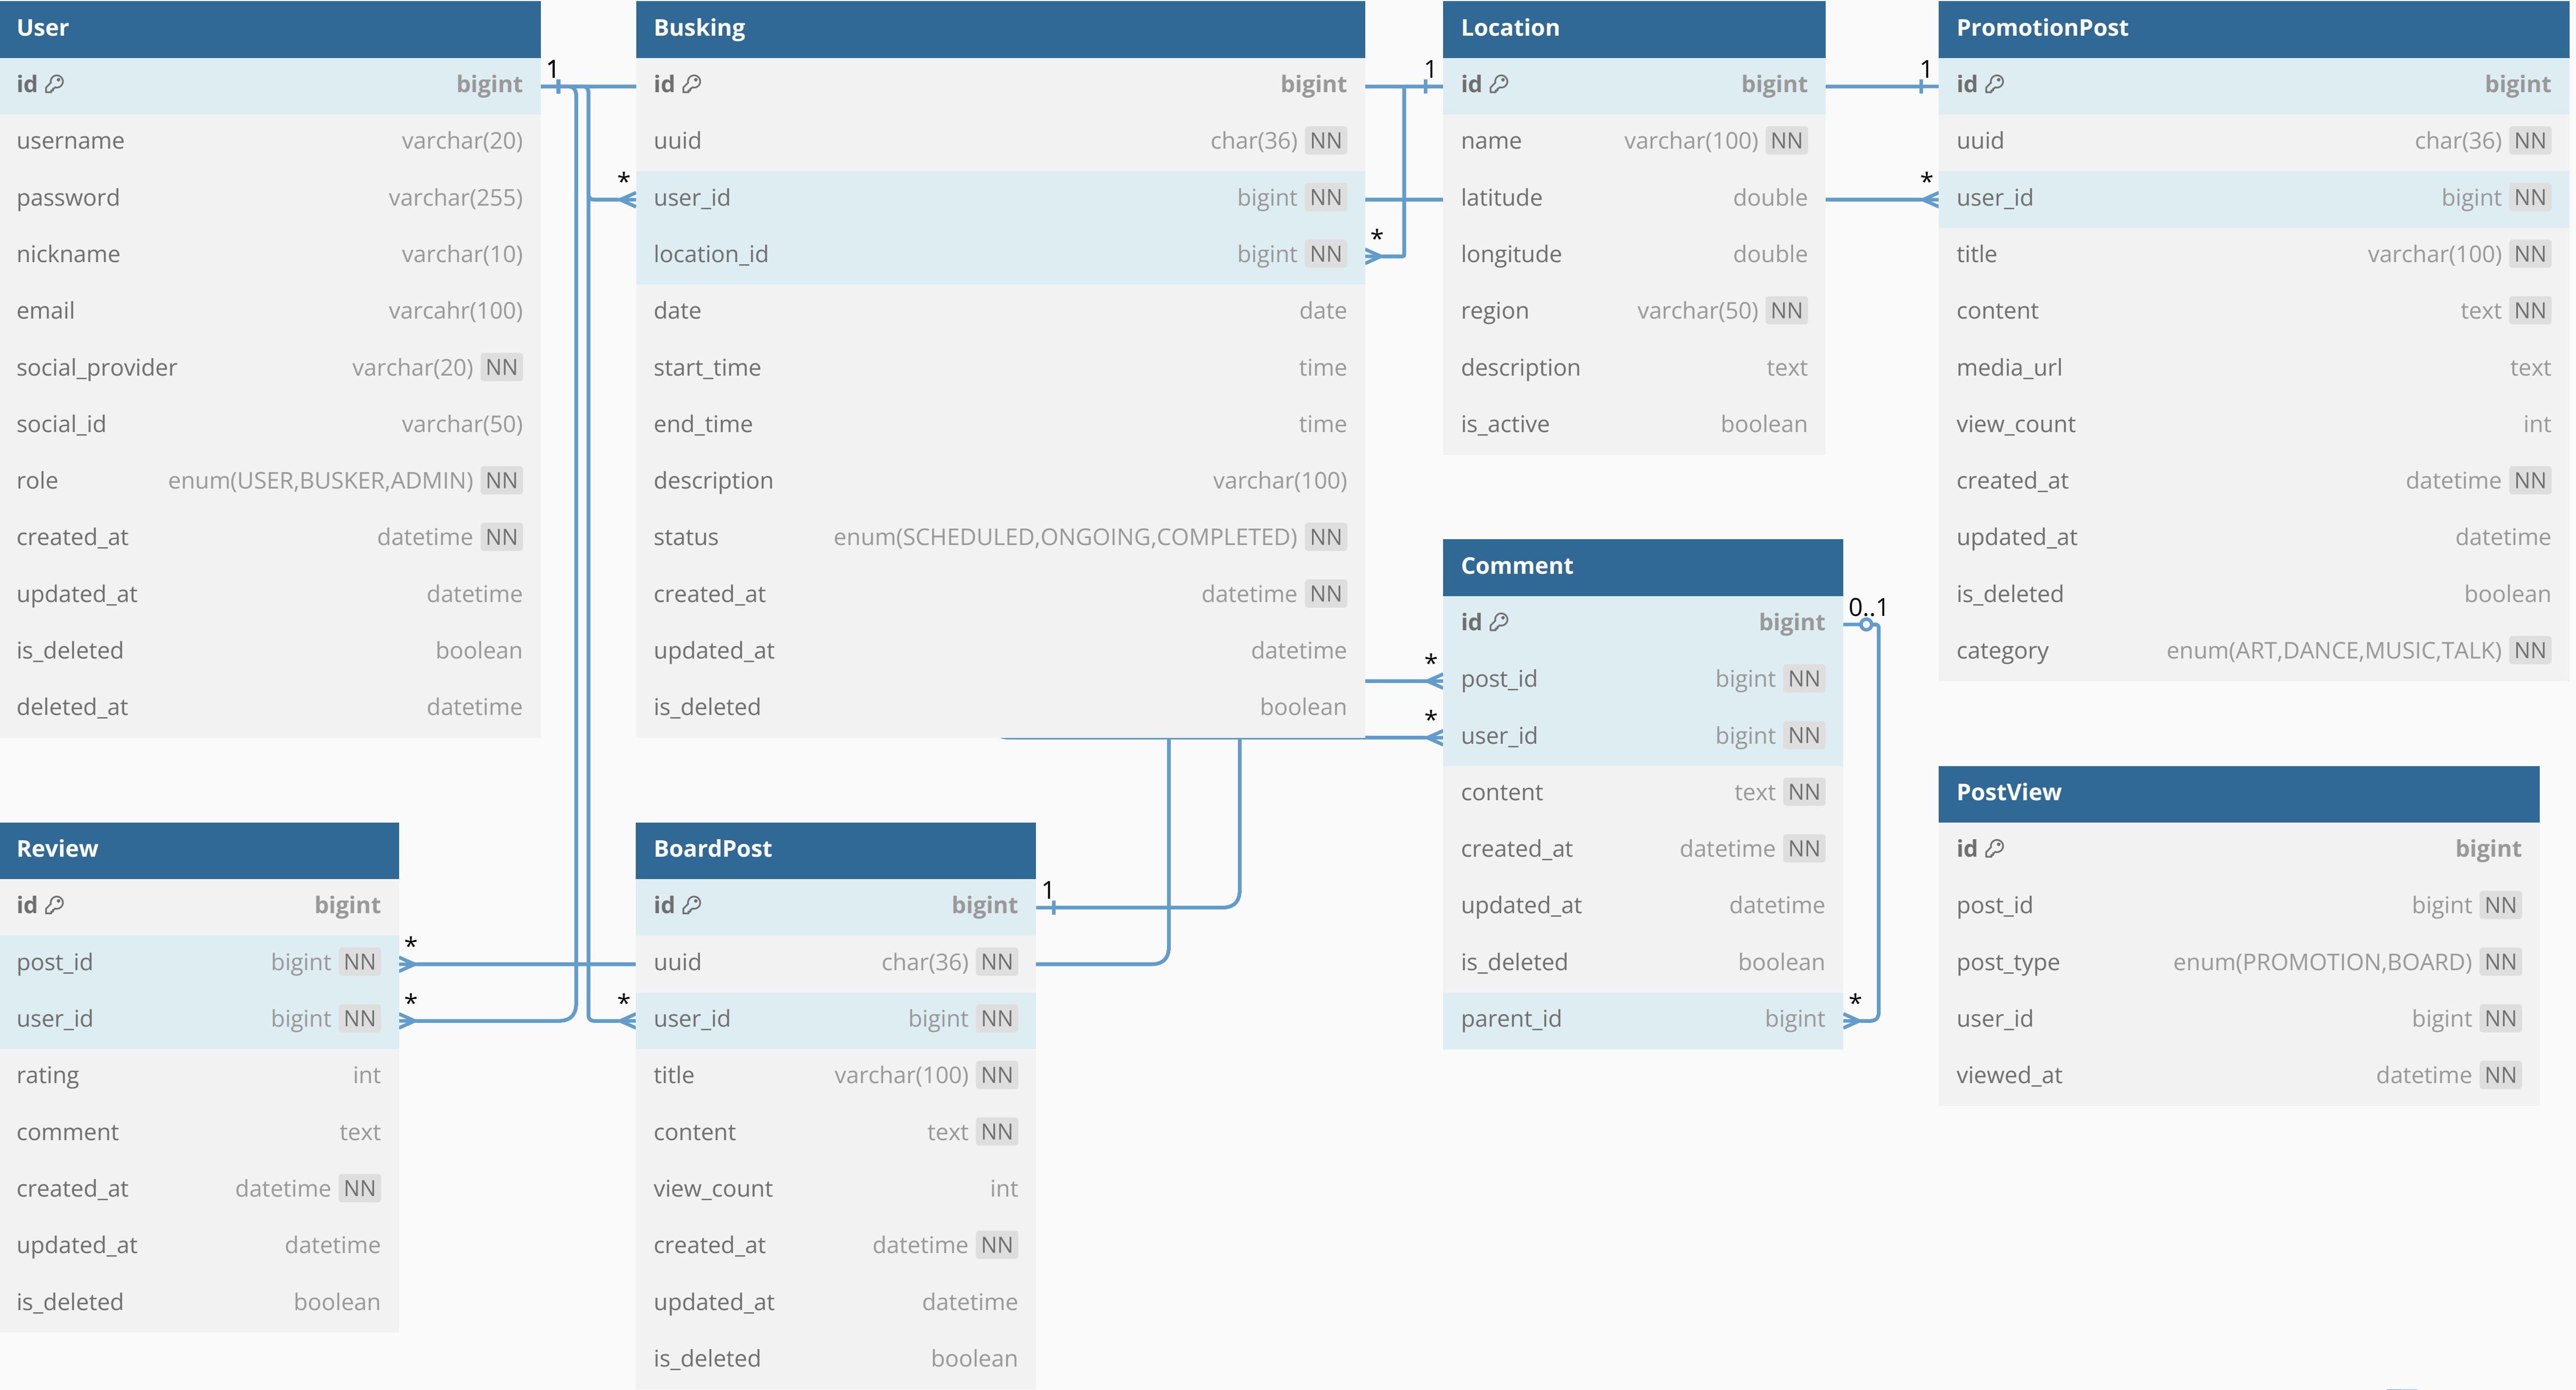 User
id bigint
username varchar(20)
password varchar(255)
nickname varchar(10)
email varcahr(100)
social_provider varchar(20) NN
social_id varchar(50)
role enum(USER,BUSKER,ADMIN) NN
created_at datetime NN
updated_at datetime
is_deleted boolean
deleted_at datetime
1
*
Busking
id bigint
uuid char(36) NN
user_id bigint NN
location_id bigint NN
date date
start_time time
end_time time
description varchar(100)
status enum(SCHEDULED,ONGOING,COMPLETED) NN
created_at datetime NN
updated_at datetime
is_deleted boolean
1
*
Location
id bigint
name varchar(100) NN
latitude double
longitude double
region varchar(50) NN
description text
is_active boolean
1
*
PromotionPost
id bigint
uuid char(36) NN
user_id bigint NN
title varchar(100) NN
content text NN
media_url text
view_count int
created_at datetime NN
updated_at datetime
is_deleted boolean
category enum(ART,DANCE,MUSIC,TALK) NN
*
*
Comment
id bigint
post_id bigint NN
user_id bigint NN
content text NN
created_at datetime NN
updated_at datetime
is_deleted boolean
parent_id bigint
0..1
*
PostView
id bigint
post_id bigint NN
post_type enum(PROMOTION,BOARD) NN
user_id bigint NN
viewed_at datetime NN
Review
id bigint
post_id bigint NN
user_id bigint NN
rating int
comment text
created_at datetime NN
updated_at datetime
is_deleted boolean
*
*
*
BoardPost
id bigint
uuid char(36) NN
user_id bigint NN
title varchar(100) NN
content text NN
view_count int
created_at datetime NN
updated_at datetime
is_deleted boolean
1